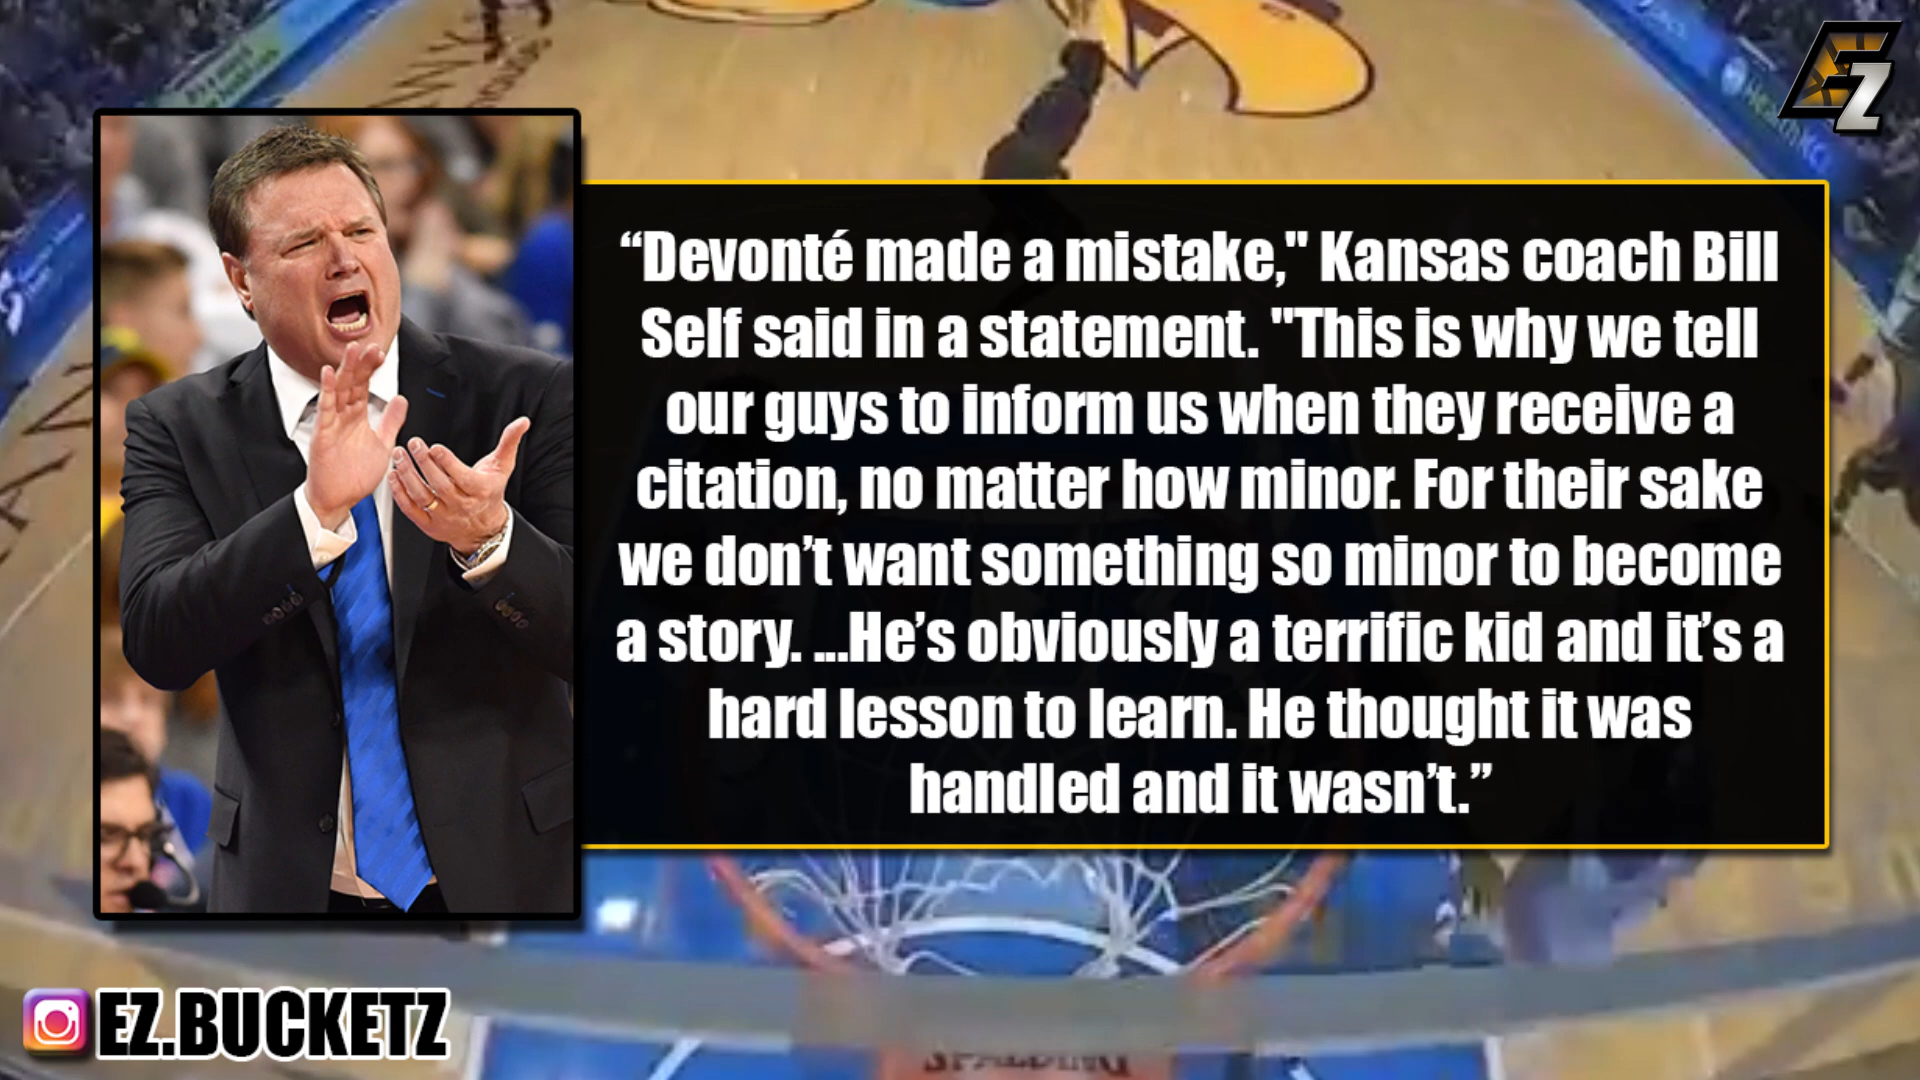 “Devonté made a mistake," Kansas coach Bill
Self said in a statement. "This is why we tell
our guys to inform us when they receive a
citation, no matter how minor. For their sake
we don’t want something so minor to become
a story. ...He’s obviously a terrific kid and it’s a
hard lesson to learn. He thought it was
handled and it wasn’t.”
EZ
EZ.BUCKETZ
SPALDING